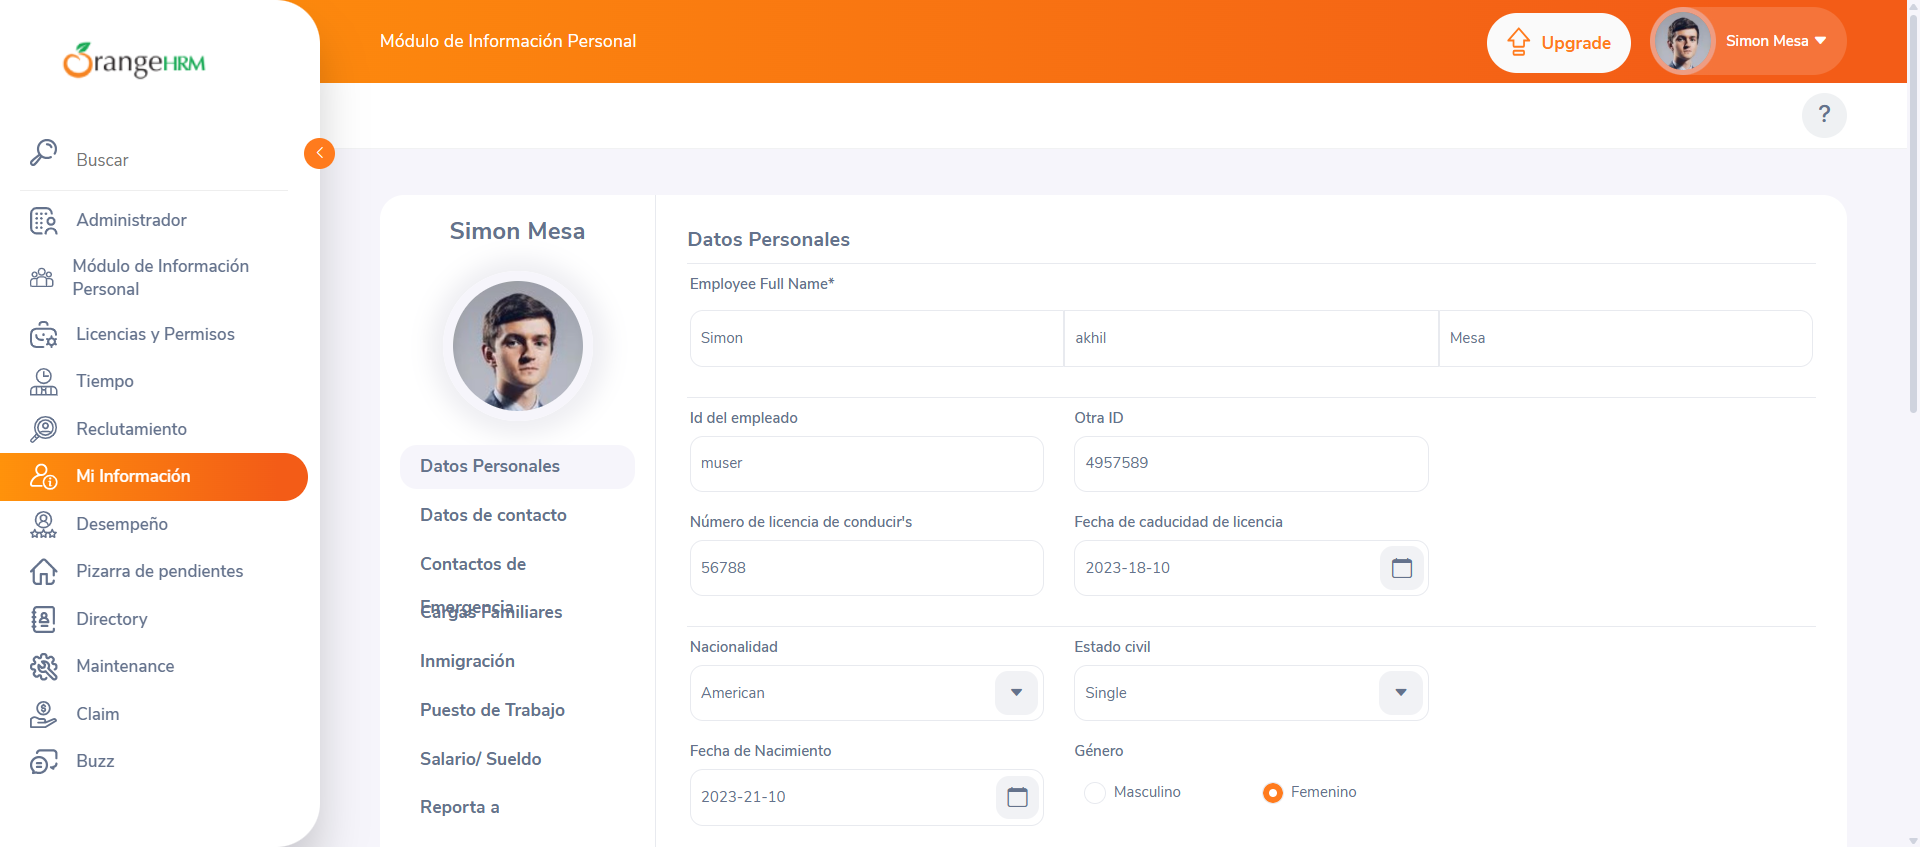 Módulo de Información Personal
Upgrade
Simon Mesa
OrangeHRM
?
Buscar
Administrador
Módulo de Información
Personal
Licencias y Permisos
Tiempo
Reclutamiento
Mi Información
Desempeño
Pizarra de pendientes
Directory
Maintenance
Claim
Buzz
Simon Mesa
Datos Personales
Datos de contacto
Contactos de
Emergencia
Cargas Familiares
Inmigración
Puesto de Trabajo
Salario/ Sueldo
Reporta a
Datos Personales
Employee Full Name*
Simon akhil Mesa
Id del empleado Otra ID
muser 4957589
Número de licencia de conducir's Fecha de caducidad de licencia
56788 2023-18-10
Nacionalidad Estado civil
American Single
Fecha de Nacimiento Género
2023-21-10 Masculino Femenino